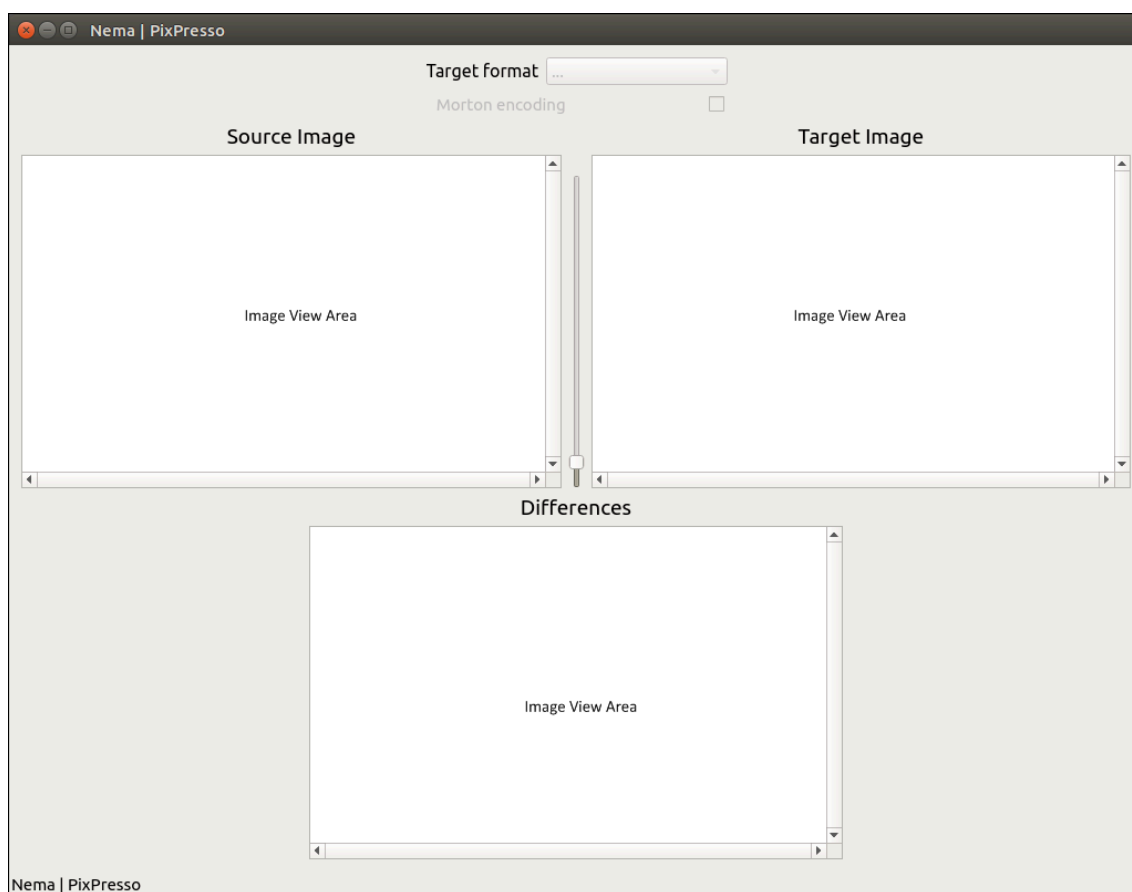 Nema | PixPresso
Target format ...
Morton encoding
Source Image
Target Image
Image View Area
Image View Area
Differences
Image View Area
Nema | PixPresso